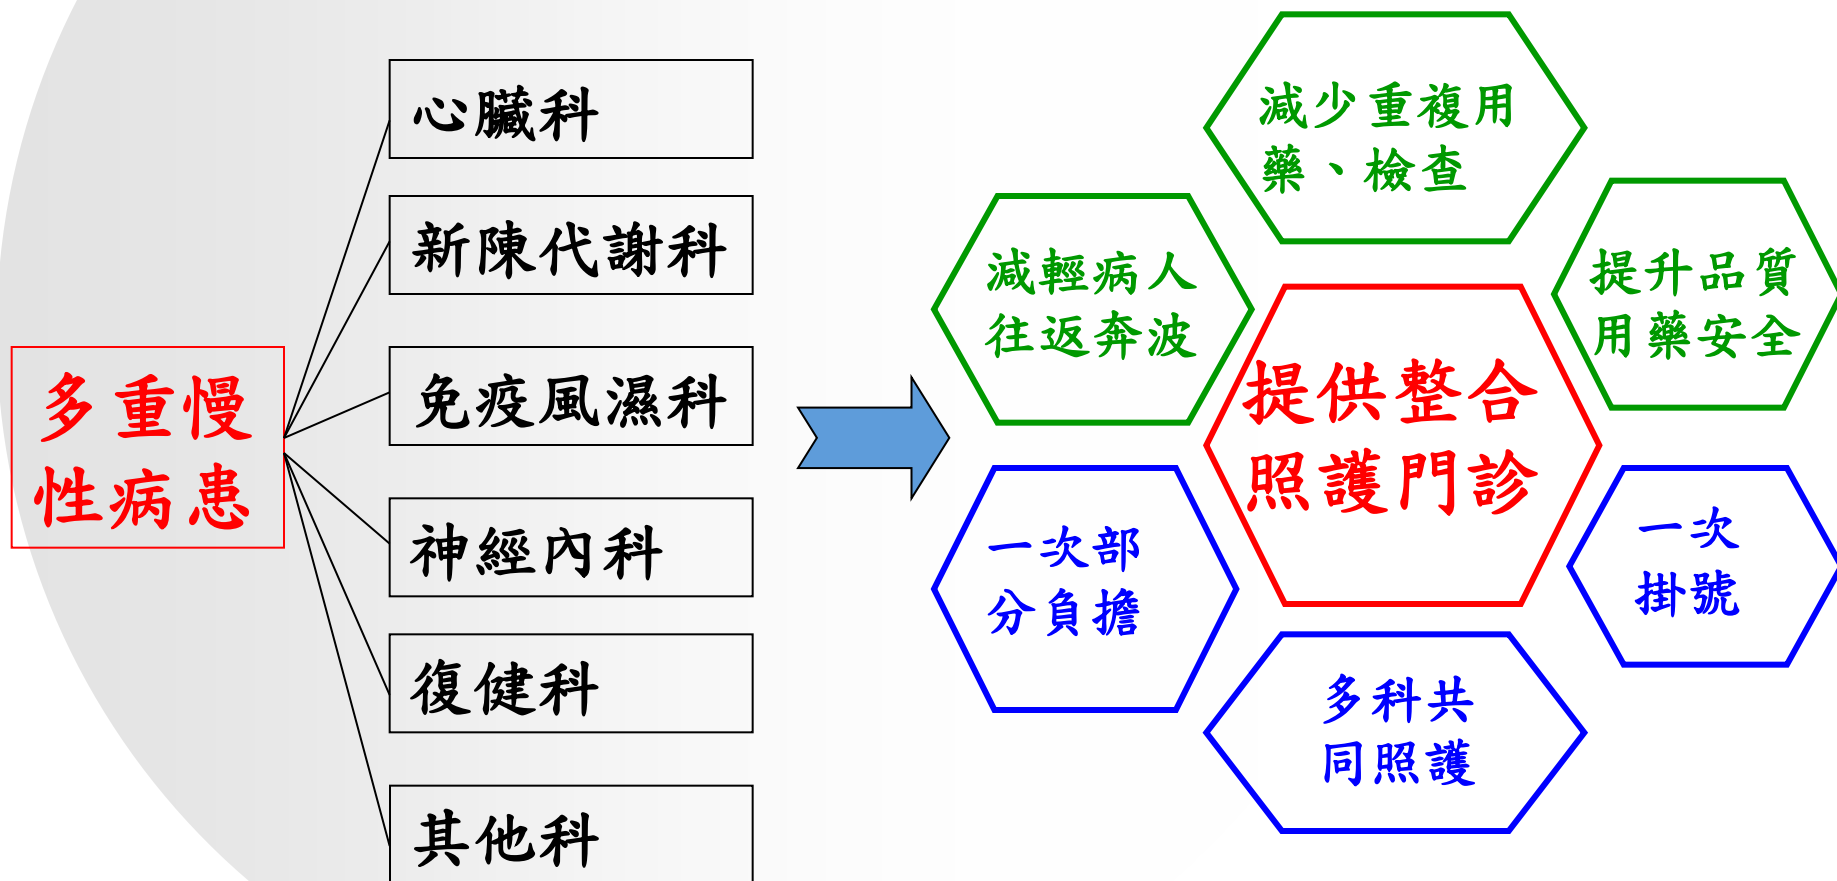 多重慢
性病患
心臟科
新陳代謝科
免疫風濕科
神經內科
復健科
其他科
減少重複用
藥、檢查
減輕病人
往返奔波
提升品質
用藥安全
提供整合
照護門診
一次部
分負擔
一次
掛號
多科共
同照護